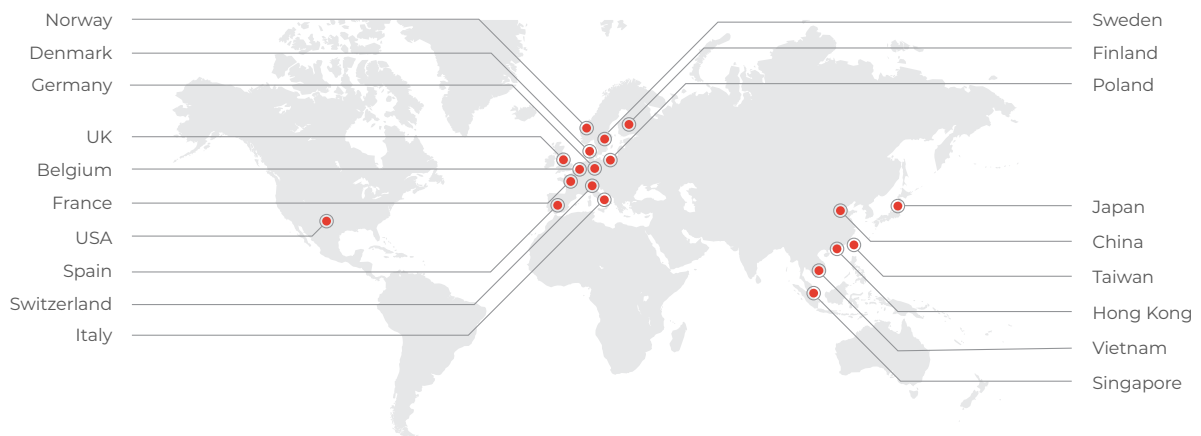 Norway
Denmark
Germany
UK
Belgium
France
USA
Spain
Switzerland
Italy
Sweden
Finland
Poland
Japan
China
Taiwan
Hong Kong
Vietnam
Singapore